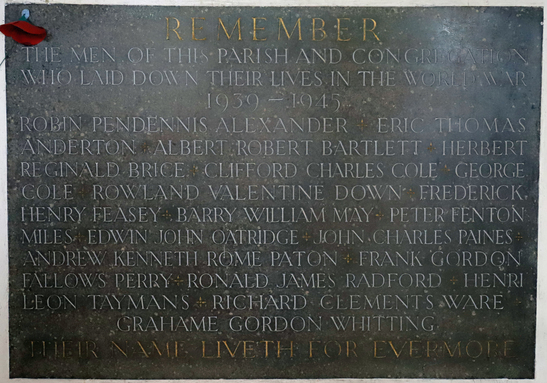 REMEMBER
THE MEN OF THIS PARISH AND CONGREGATION
WHO LAID DOWN THEIR LIVES IN THE WORLD WAR
1939 – 1945
ROBIN PENDENNIS ALEXANDER + ERIC THOMAS
ANDERTON + ALBERT ROBERT BARTLETT + HERBERT
REGINALD BRICE + CLIFFORD CHARLES COLE + GEORGE
COLE + ROWLAND VALENTINE DOWN + FREDERICK
HENRY FEASEY + BARRY WILLIAM MAY + PETER FENTON
MILES + EDWIN JOHN OATRIDGE + JOHN CHARLES PAINES +
ANDREW KENNETH ROME PATON + FRANK GORDON
FALLOWS PERRY + RONALD JAMES RADFORD + HENRI
LEON TAYMANS + RICHARD CLEMENTS WARE +
GRAHAME GORDON WHITTING
THEIR NAME LIVETH FOR EVERMORE